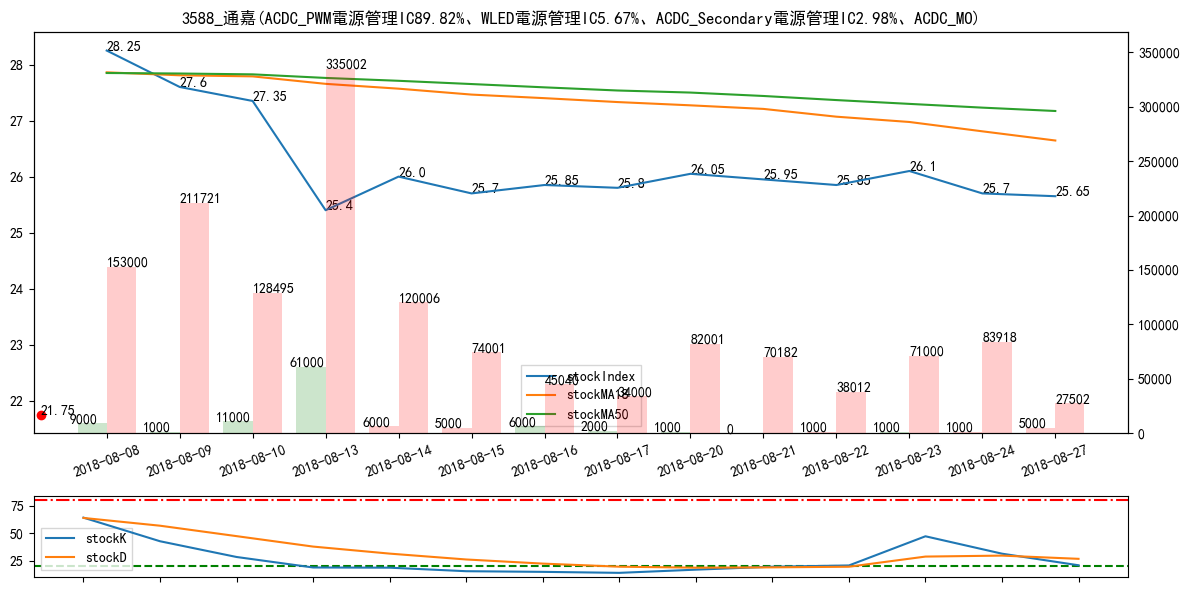 3588_通嘉(ACDC_PWM電源管理IC89.82%、WLED電源管理IC5.67%、ACDC_Secondary電源管理IC2.98%、ACDC_MO)
28 27 26 25 24 23 22
350000 300000 250000 200000 150000 100000 50000 0
28.25 27.6 27.35 25.4 26.0 25.7 25.85 25.8 26.05 25.95 25.85 26.1 25.7 25.65
153000 211721 128495 335002 120006 74001 45040 34000 82001 70182 38012 71000 83918 27502
21.75
9000 1000 11000 61000 6000 5000 6000 2000 1000 0 1000 1000 1000 5000
stockIndex
stockMA18
stockMA50
2018-08-08 2018-08-09 2018-08-10 2018-08-13 2018-08-14 2018-08-15 2018-08-16 2018-08-17 2018-08-20 2018-08-21 2018-08-22 2018-08-23 2018-08-24 2018-08-27
75 50 25
stockK
stockD